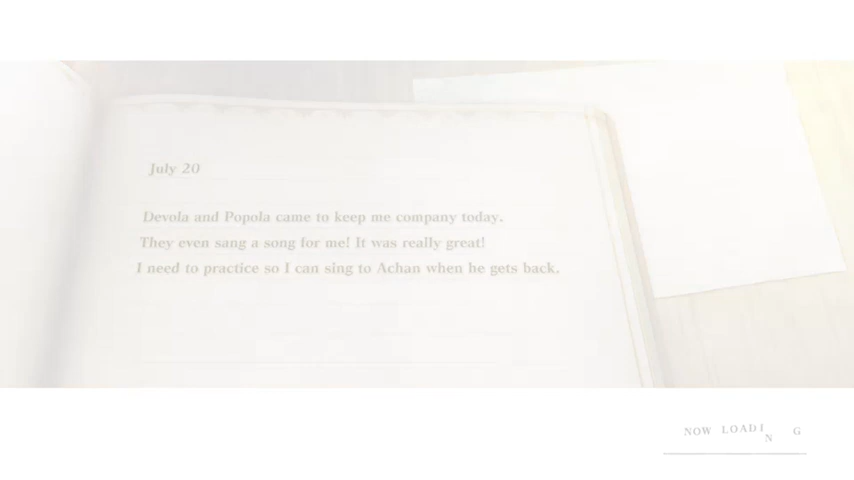 July 20
Devola and Popola came to keep me company today.
They even sang a song for me! It was really great!
I need to practice so I can sing to Achan when he gets back.
NOW LOADING